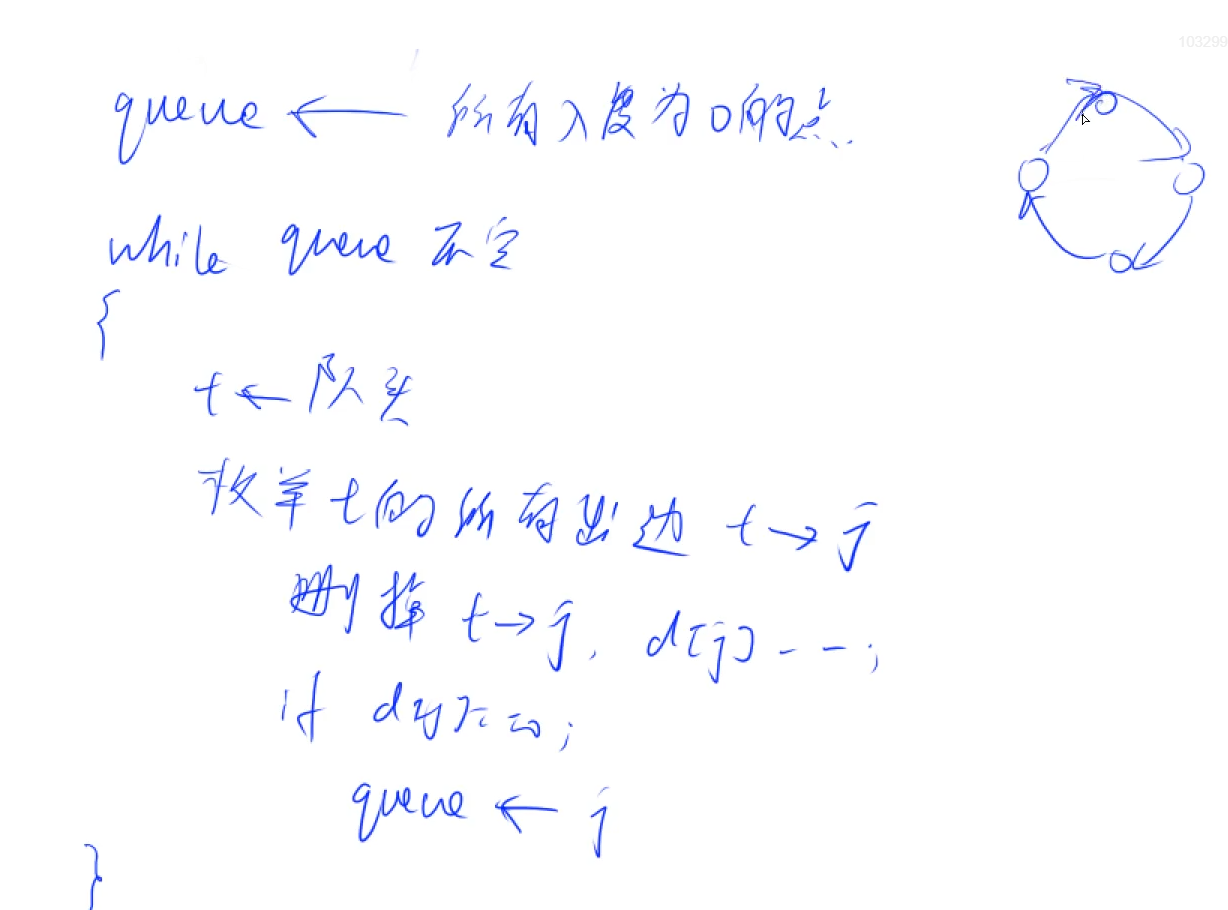 103299
queue ← 所有入度为0的点
while queue 不空
{
t ← 队头
枚举 t 的所有出边 t → j
删掉 t → j, d[j]--;
if d[j]==0;
queue ← j
}